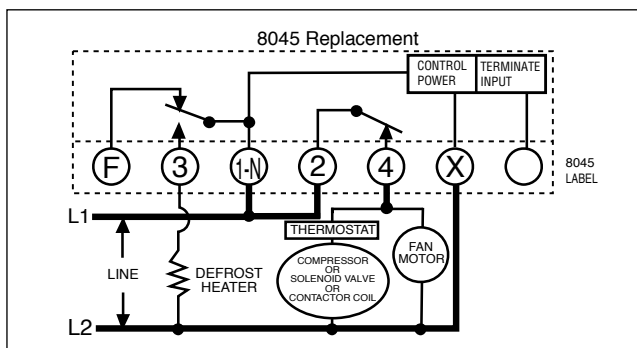 8045 Replacement
CONTROL POWER
TERMINATE INPUT
F
3
1-N
2
4
X
8045 LABEL
L1
THERMOSTAT
LINE
DEFROST HEATER
COMPRESSOR
OR
SOLENOID VALVE
OR
CONTACTOR COIL
FAN MOTOR
L2